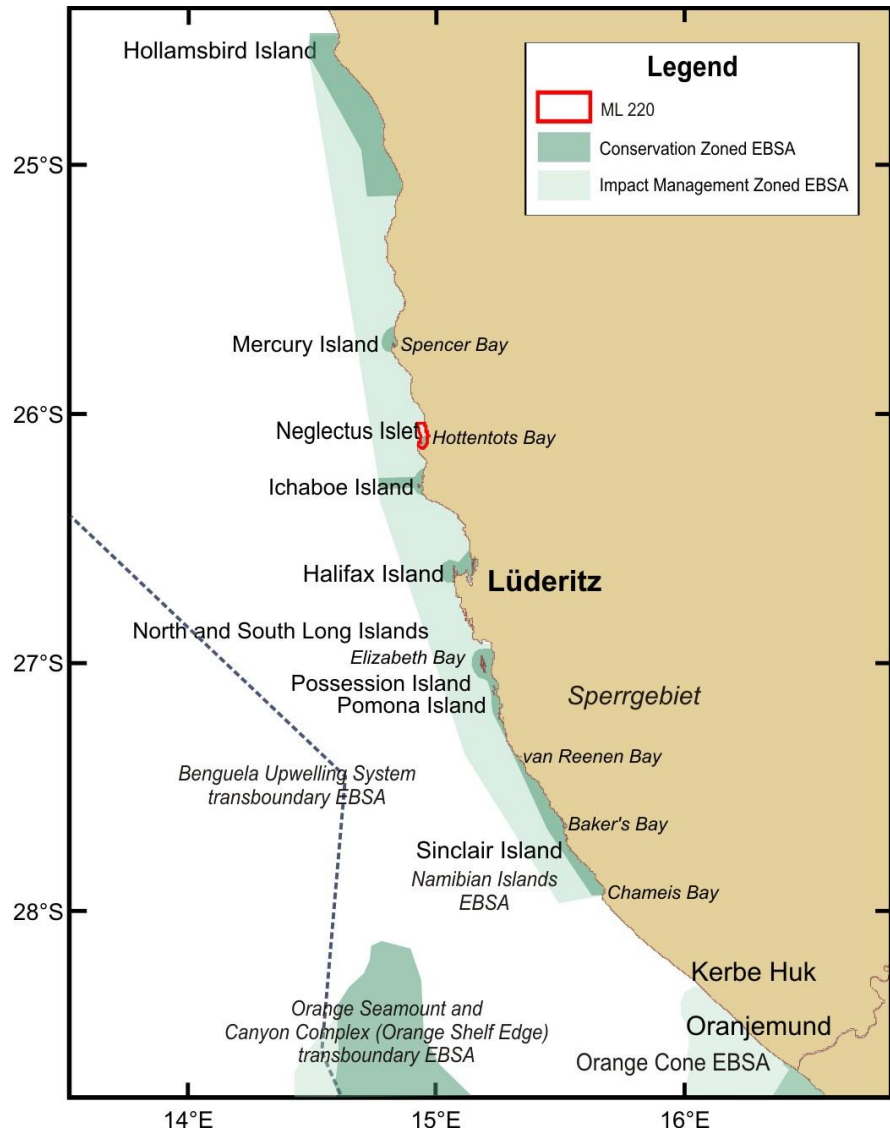 Hollamsbird Island
Legend
ML 220
Conservation Zoned EBSA
Impact Management Zoned EBSA
25°S
Mercury Island
Spencer Bay
26°S
Neglectus Islet
Hottentots Bay
Ichaboe Island
Halifax Island
Lüderitz
North and South Long Islands
Elizabeth Bay
27°S
Possession Island
Sperrgebiet
Pomona Island
van Reenen Bay
Benguela Upwelling System
transboundary EBSA
Baker's Bay
Sinclair Island
Namibian Islands
EBSA
Chameis Bay
28°S
Kerbe Huk
Orange Seamount and
Canyon Complex (Orange Shelf Edge)
transboundary EBSA
Oranjemund
Orange Cone EBSA
14°E
15°E
16°E